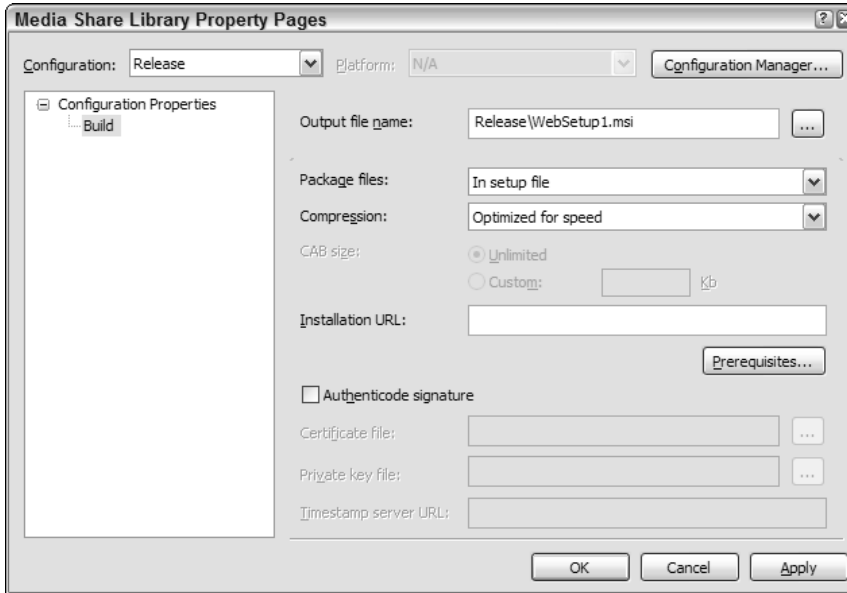 Media Share Library Property Pages
Configuration: Release Platform: N/A Configuration Manager...
Configuration Properties
Build
Output file name: Release\WebSetup1.msi ...
Package files: In setup file
Compression: Optimized for speed
CAB size: Unlimited
Custom: Kb
Installation URL:
Prerequisites...
Authenticode signature
Certificate file: ...
Private key file: ...
Timestamp server URL:
OK Cancel Apply